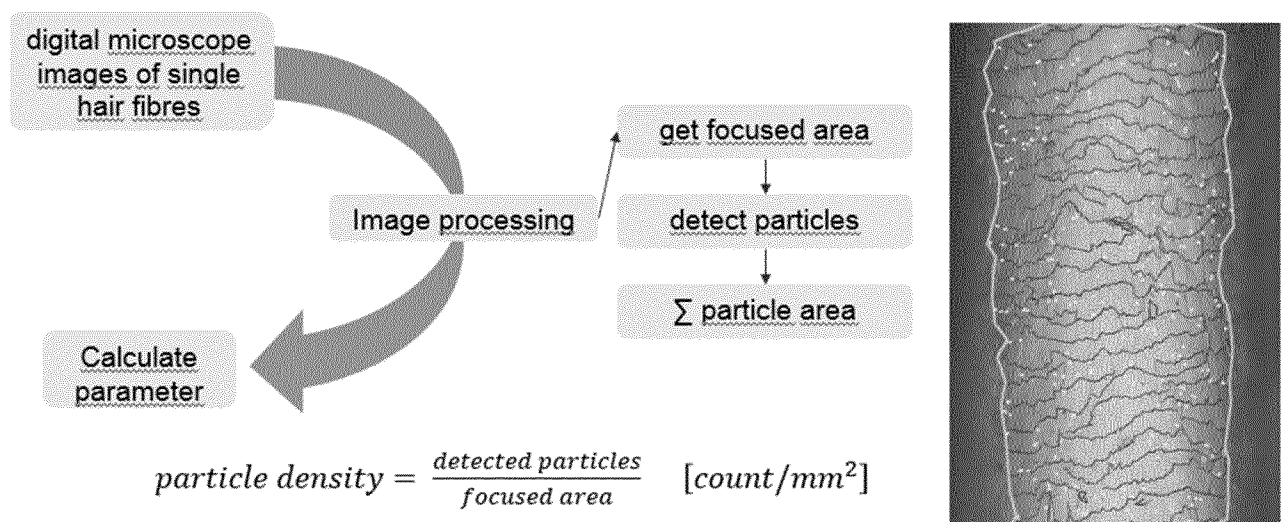 digital microscope
images of single
hair fibres
Image processing
get focused area
detect particles
∑ particle area
Calculate
parameter
particle density = detected particles / focused area [count/mm²]